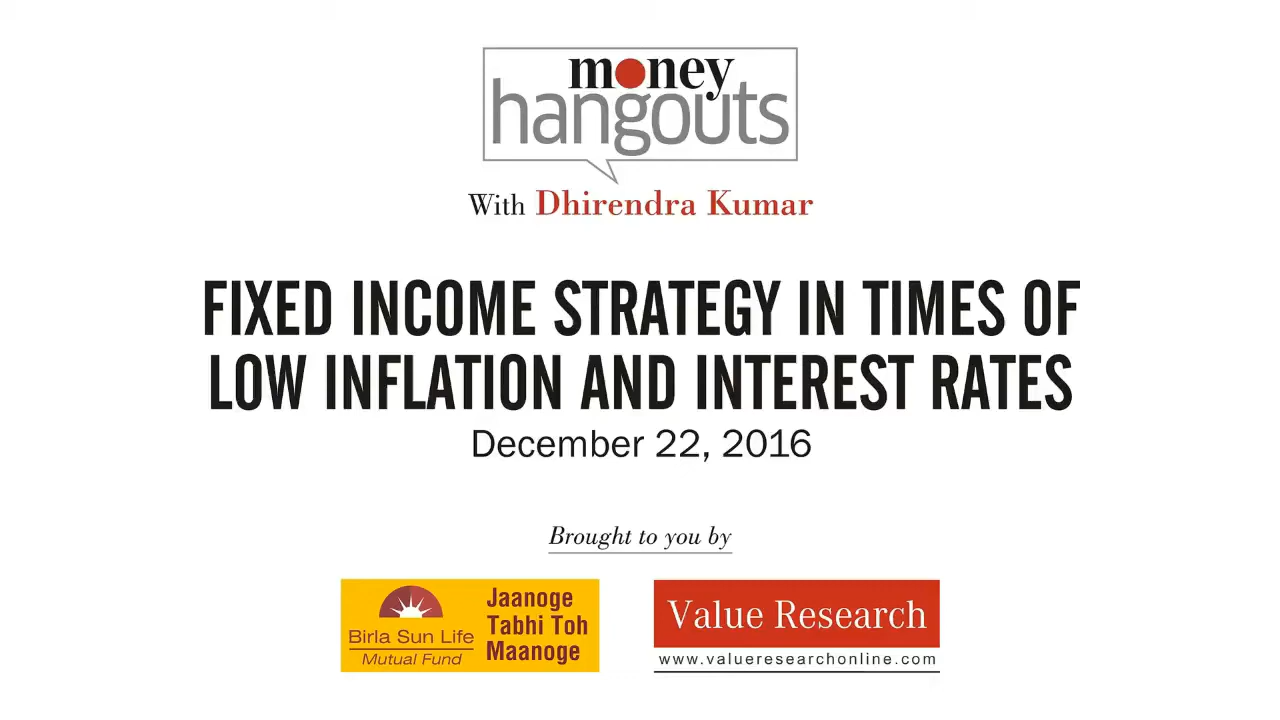 money
hangouts
With Dhirendra Kumar
FIXED INCOME STRATEGY IN TIMES OF
LOW INFLATION AND INTEREST RATES
December 22, 2016
Brought to you by
Birla Sun Life
Mutual Fund
Jaanoge
Tabhi Toh
Maanoge
Value Research
www.valueresearchonline.com